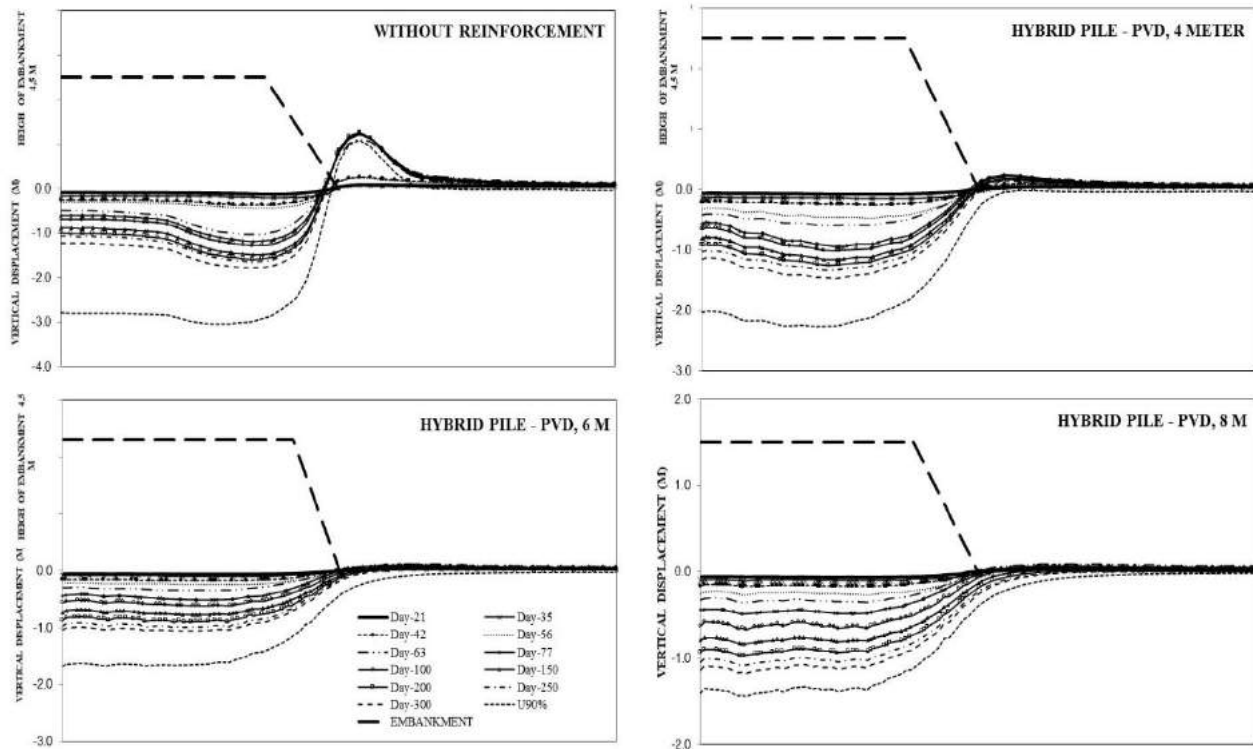 WITHOUT REINFORCEMENT
HEIGH OF EMBANKMENT
4,5 M
VERTICAL DISPLACEMENT (M)
0.0
-1.0
-2.0
-3.0
-4.0
HYBRID PILE - PVD, 4 METER
HEIGH OF EMBANKMENT
4,5 M
VERTICAL DISPLACEMENT (M)
0.0
-1.0
-2.0
-3.0
HYBRID PILE - PVD, 6 M
HEIGH OF EMBANKMENT 4,5
M
VERTICAL DISPLACEMENT (M
0.0
-1.0
-2.0
-3.0
Day-21
Day-35
Day-42
Day-56
Day-63
Day-77
Day-100
Day-150
Day-200
Day-250
Day-300
U90%
EMBANKMENT
HYBRID PILE - PVD, 8 M
VERTICAL DISPLACEMENT (M)
2.0
1.0
0.0
-1.0
-2.0